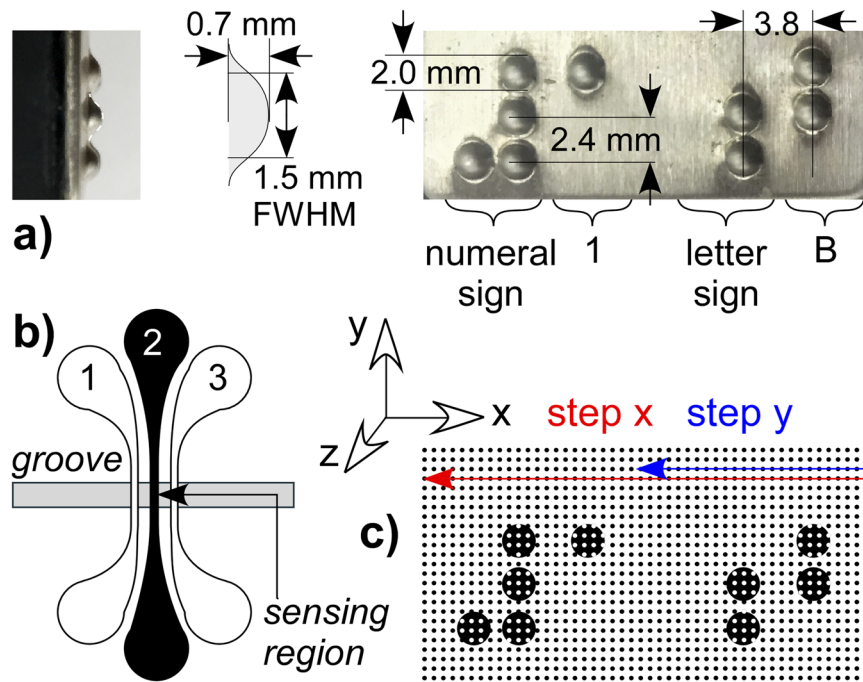 0.7 mm
3.8
2.0 mm
2.4 mm
1.5 mm
FWHM
a)
numeral
sign
1
letter
sign
B
b)
1
2
3
y
x
z
step x
step y
groove
c)
sensing
region